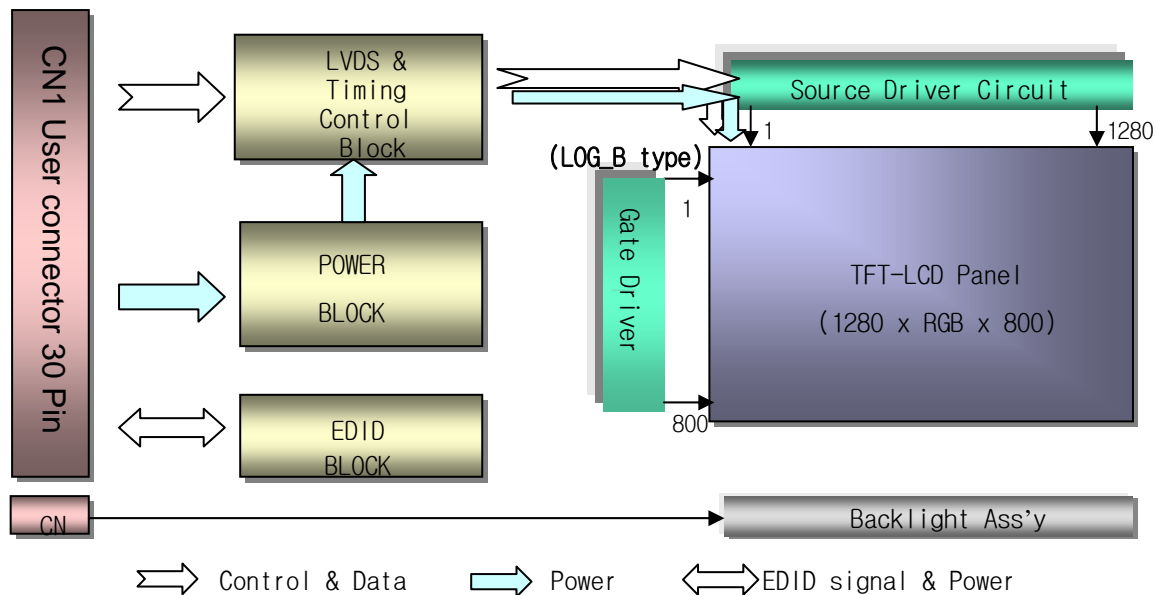 CN1 User connector 30 Pin
LVDS &
Timing
Control
Block
Source Driver Circuit
1
1280
(LOG_B type)
1
Gate Driver
800
POWER
BLOCK
TFT-LCD Panel
(1280 x RGB x 800)
EDID
BLOCK
CN
Backlight Ass’y
Control & Data
Power
EDID signal & Power